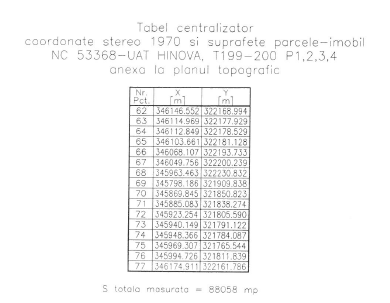 Tabel centralizator
coordonate stereo 1970 si suprafete parcele-imobil
NC 53368-UAT HINOVA, T199-200 P1,2,3,4
anexa la planul topografic
Nr. Pct. X [m] Y [m]
62 346146.552 322168.994
63 346114.969 322177.929
64 346112.849 322178.529
65 346103.661 322181.128
66 346068.107 322193.733
67 346049.756 322200.239
68 345963.463 322230.832
69 345798.186 321909.838
70 345869.845 321850.823
71 345885.083 321838.274
72 345923.254 321805.590
73 345940.149 321791.122
74 345948.366 321784.087
75 345969.307 321765.544
76 345994.726 321811.839
77 346174.911 322161.786
S totala masurata = 88058 mp